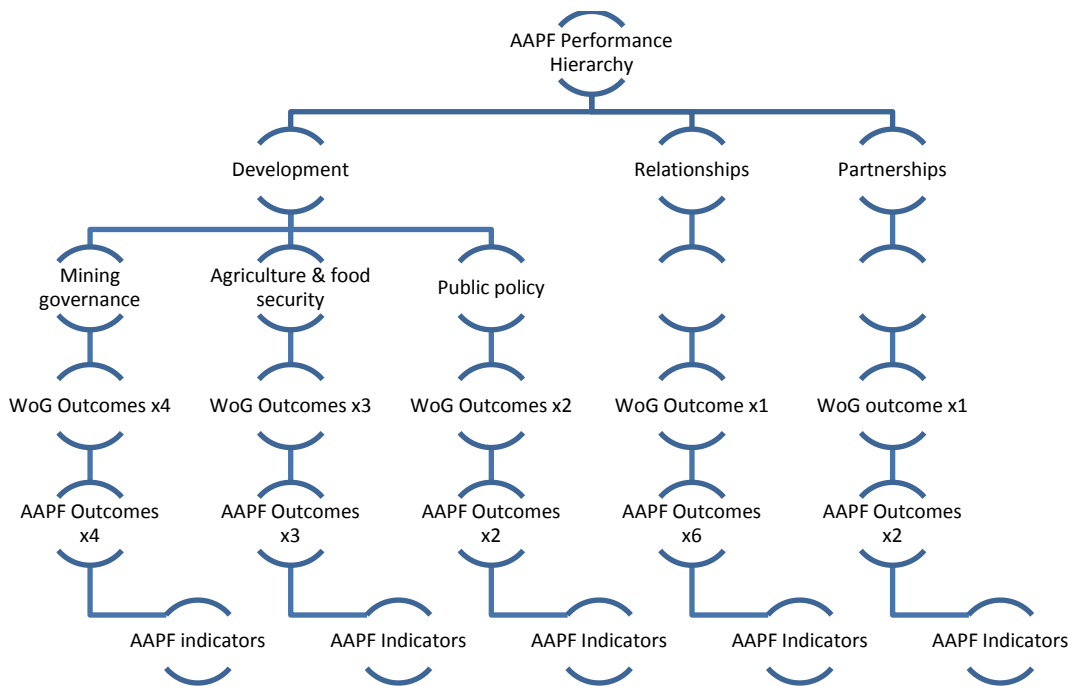 AAPF Performance
Hierarchy
Development
Relationships
Partnerships
Mining
governance
Agriculture & food
security
Public policy
WoG Outcomes x4
WoG Outcomes x3
WoG Outcomes x2
WoG Outcome x1
WoG outcome x1
AAPF Outcomes
x4
AAPF Outcomes
x3
AAPF Outcomes
x2
AAPF Outcomes
x6
AAPF Outcomes
x2
AAPF indicators
AAPF Indicators
AAPF Indicators
AAPF Indicators
AAPF Indicators